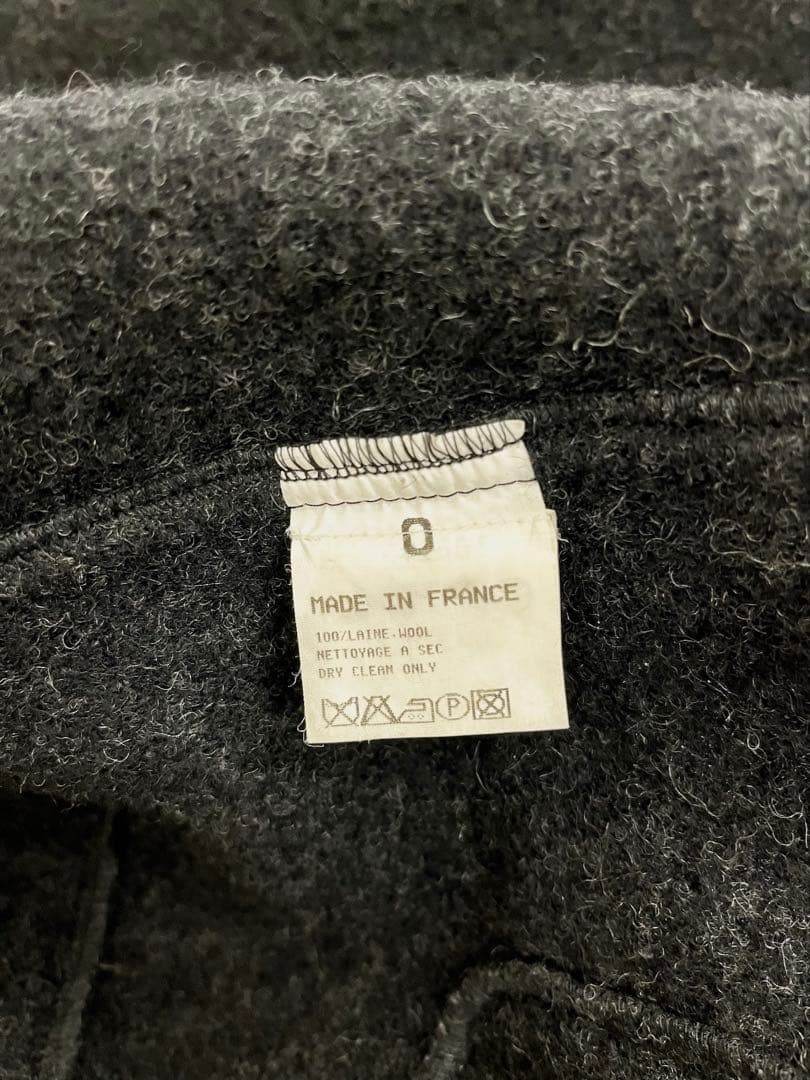 0
MADE IN FRANCE
100/LAINE.WOOL
NETTOYAGE A SEC
DRY CLEAN ONLY
P